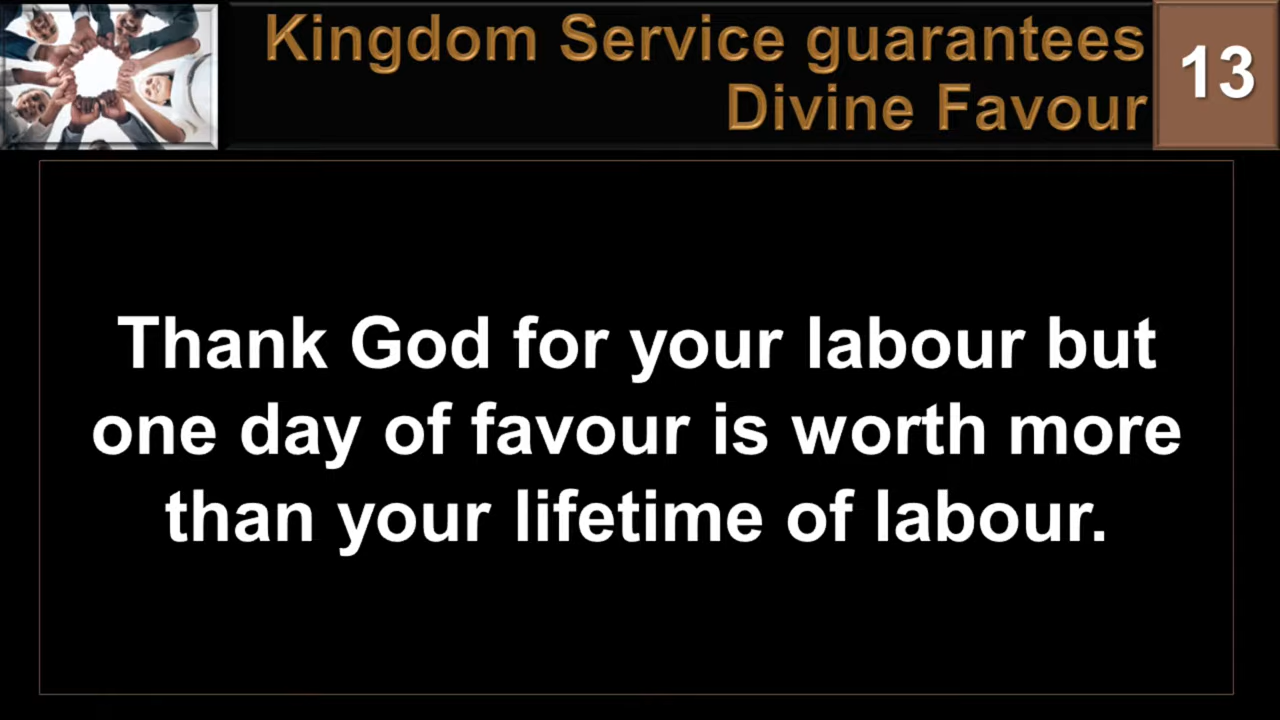 Kingdom Service guarantees
Divine Favour
13
Thank God for your labour but
one day of favour is worth more
than your lifetime of labour.